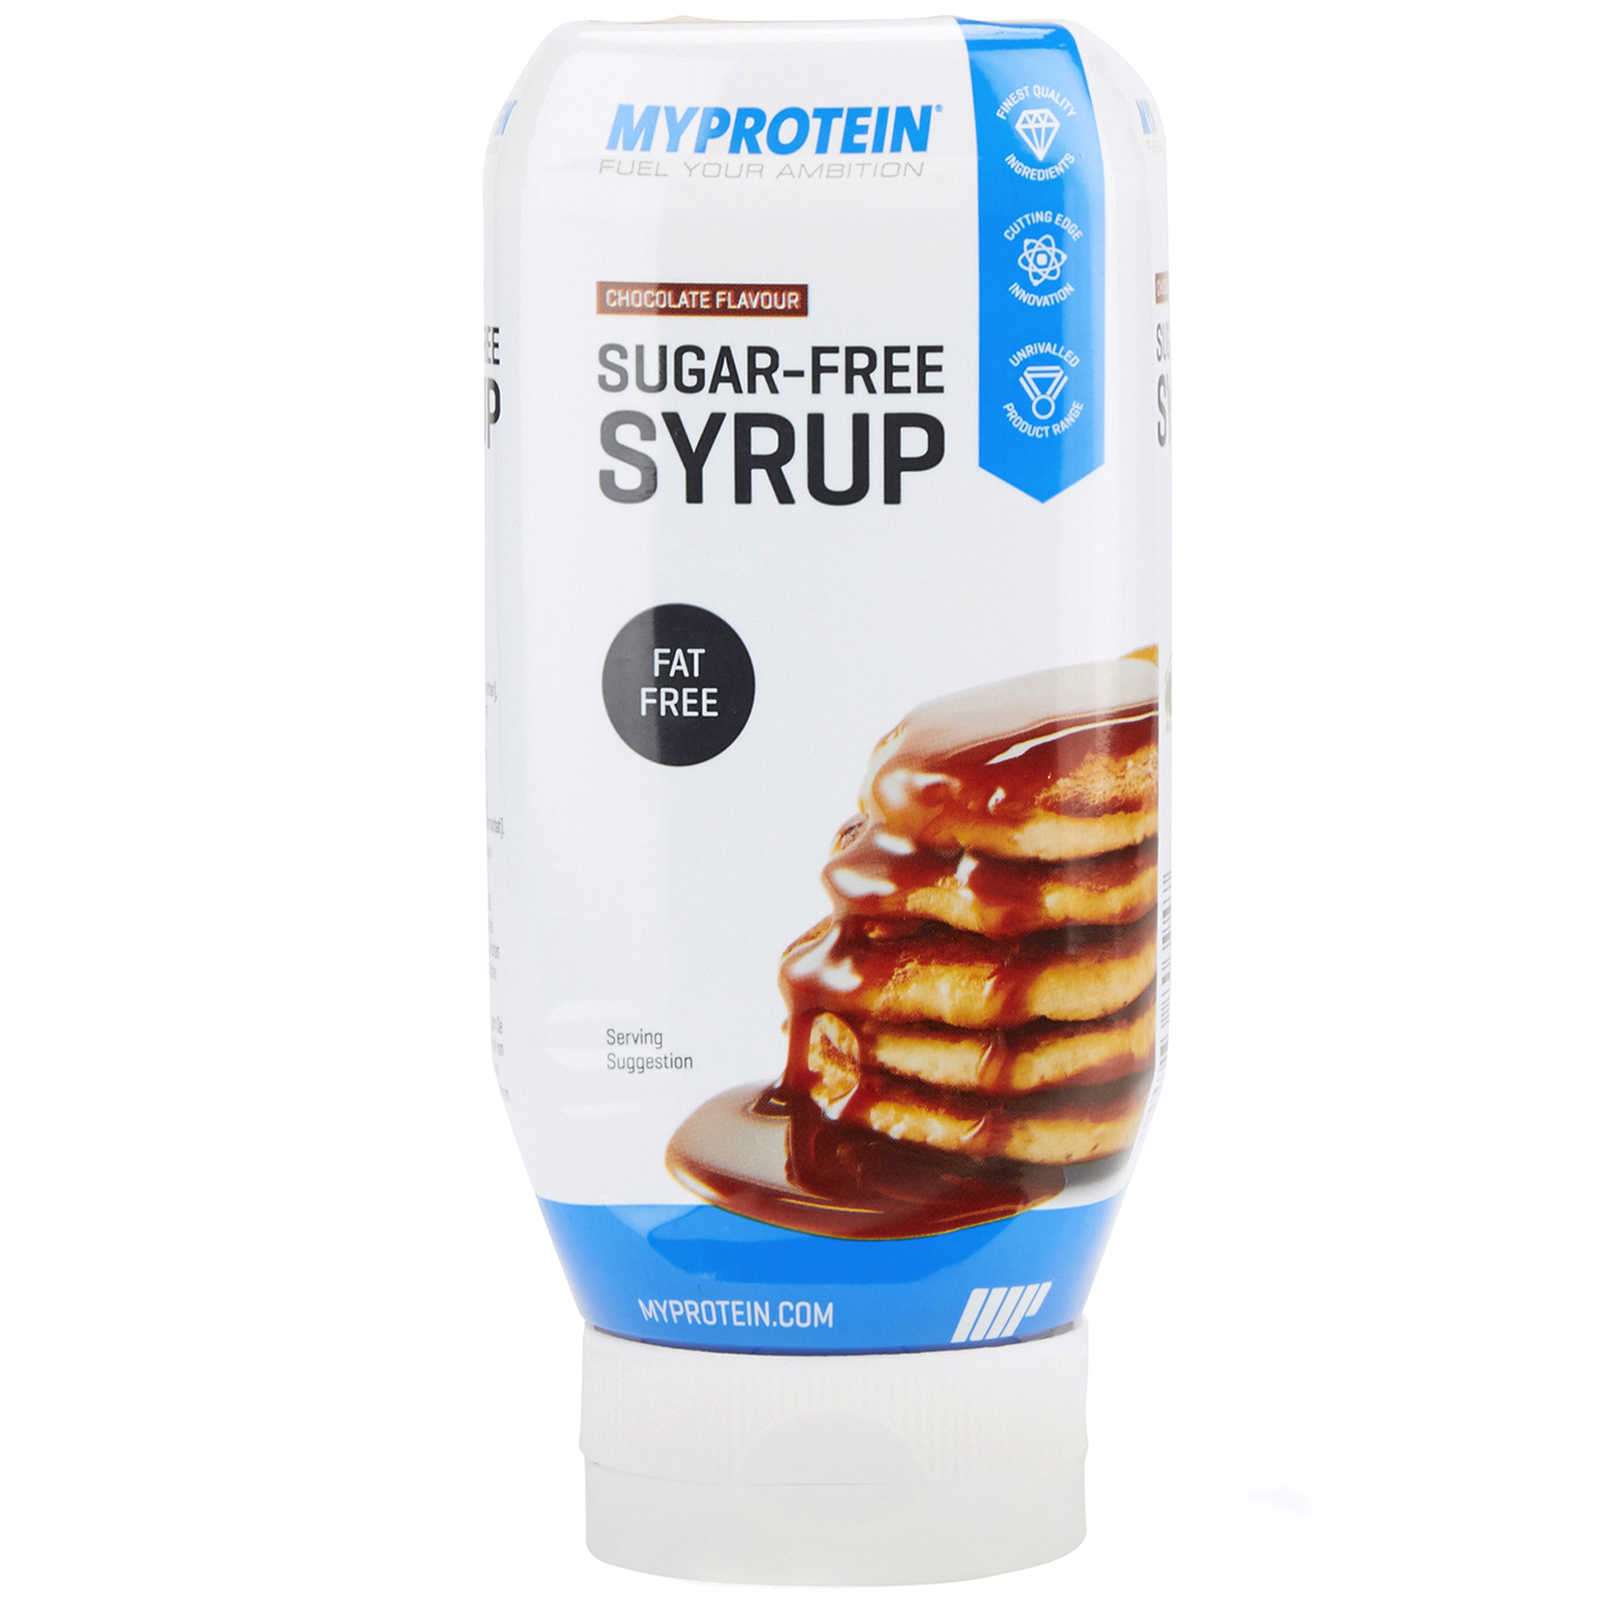 MYPROTEIN®
FUEL YOUR AMBITION
FINEST QUALITY
INGREDIENTS
CUTTING EDGE
INNOVATION
UNRIVALLED
PRODUCT RANGE
CHOCOLATE FLAVOUR
SUGAR-FREE
SYRUP
FAT
FREE
Serving
Suggestion
MYPROTEIN.COM